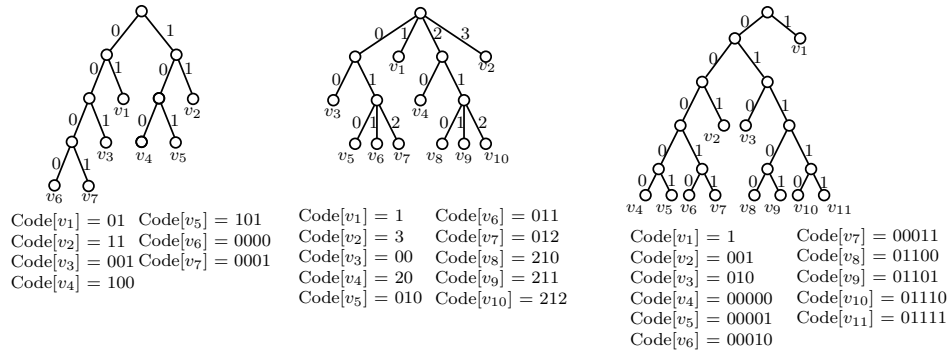 0 1
0 1 0 1
0 1 v₁ 0 1 v₂
0 1 v₃ v₄ v₅
v₆ v₇
Code[v₁] = 01 Code[v₅] = 101
Code[v₂] = 11 Code[v₆] = 0000
Code[v₃] = 001 Code[v₇] = 0001
Code[v₄] = 100
0 1 2 3
0 1 v₁ 0 1 v₂
v₃ 0 1 2 v₄ 0 1 2
v₅ v₆ v₇ v₈ v₉ v₁₀
Code[v₁] = 1 Code[v₆] = 011
Code[v₂] = 3 Code[v₇] = 012
Code[v₃] = 00 Code[v₈] = 210
Code[v₄] = 20 Code[v₉] = 211
Code[v₅] = 010 Code[v₁₀] = 212
0 1
0 1 v₁
0 1 0 1
0 1 v₂ v₃ 0 1
0 1 0 1 0 1 0 1
v₄ v₅ v₆ v₇ v₈ v₉ v₁₀ v₁₁
Code[v₁] = 1 Code[v₇] = 00011
Code[v₂] = 001 Code[v₈] = 01100
Code[v₃] = 010 Code[v₉] = 01101
Code[v₄] = 00000 Code[v₁₀] = 01110
Code[v₅] = 00001 Code[v₁₁] = 01111
Code[v₆] = 00010